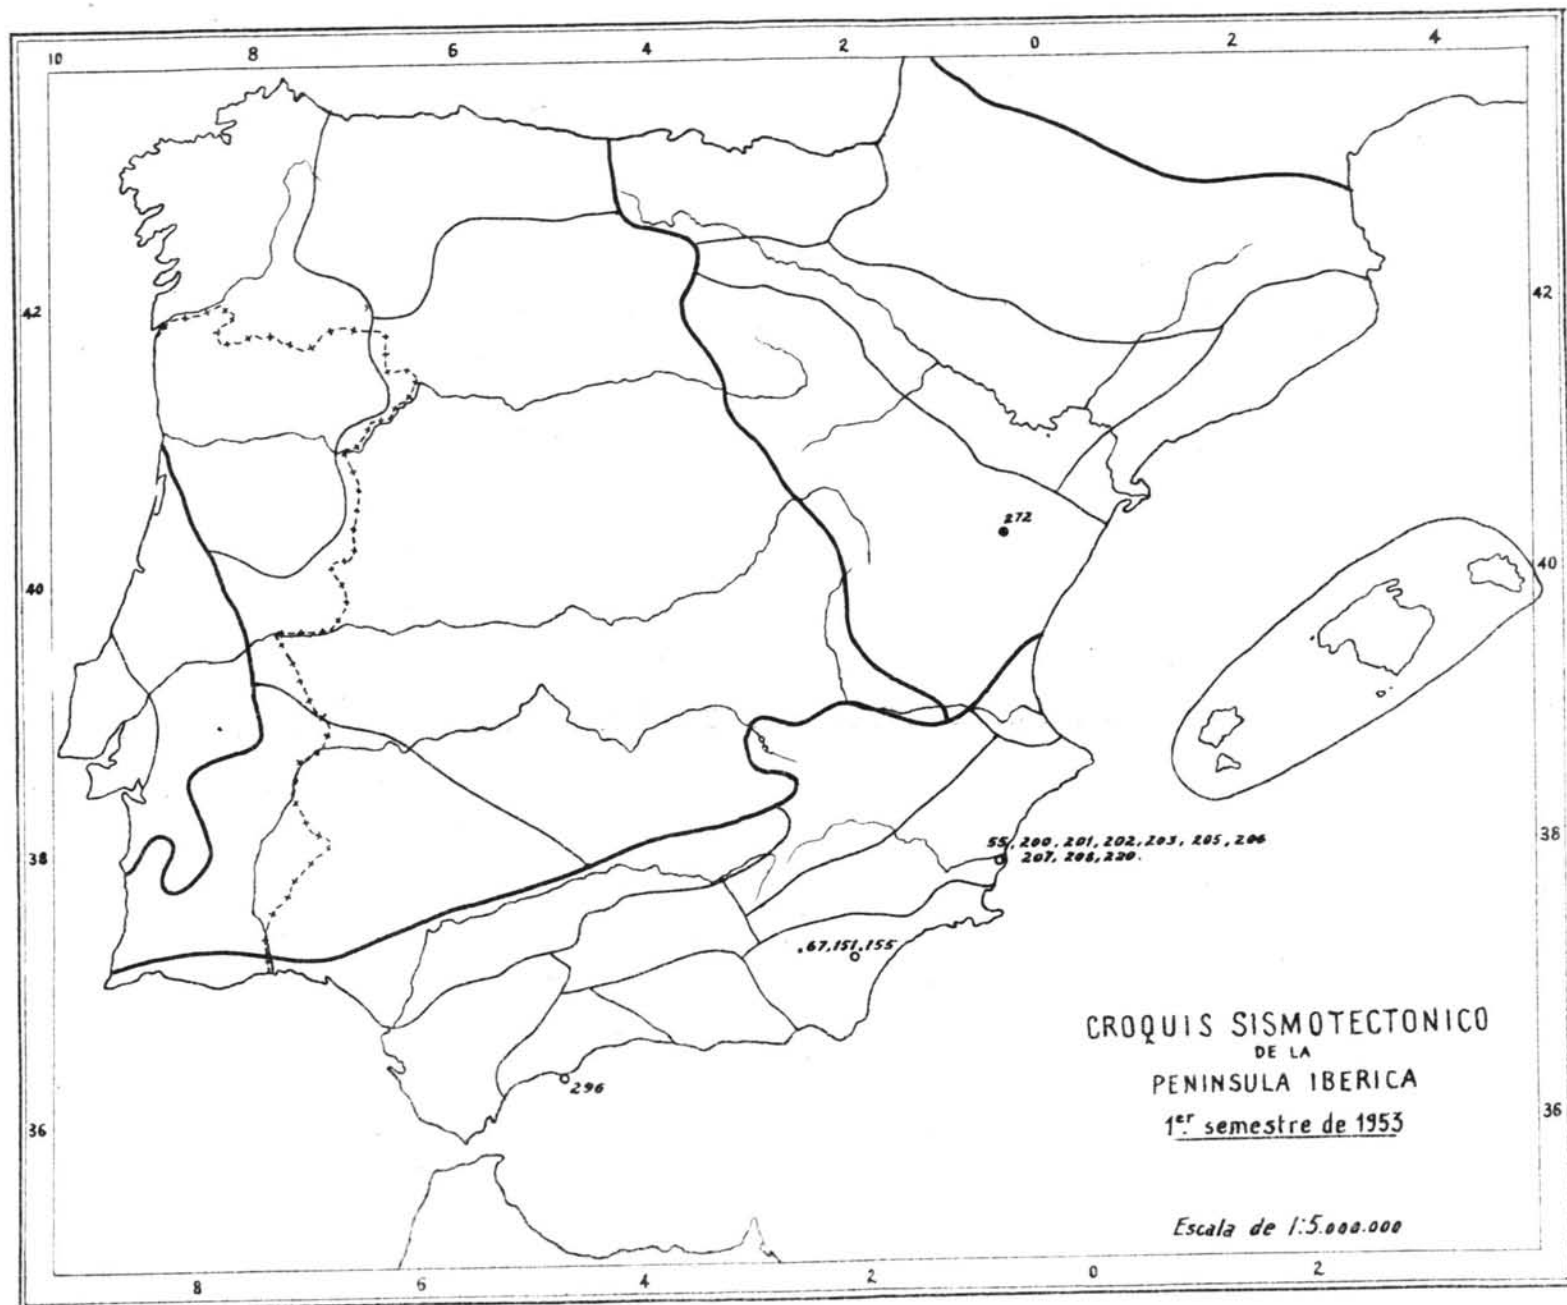 10 8 6 4 2 0 2 4
42 42
272
40 40
38 38
55, 200, 201, 202, 203, 205, 206
207, 208, 220.
.67, 151, 155
296
CROQUIS SISMOTECTONICO
DE LA
PENINSULA IBERICA
1er semestre de 1953
36 36
Escala de 1:5.000.000
8 6 4 2 0 2